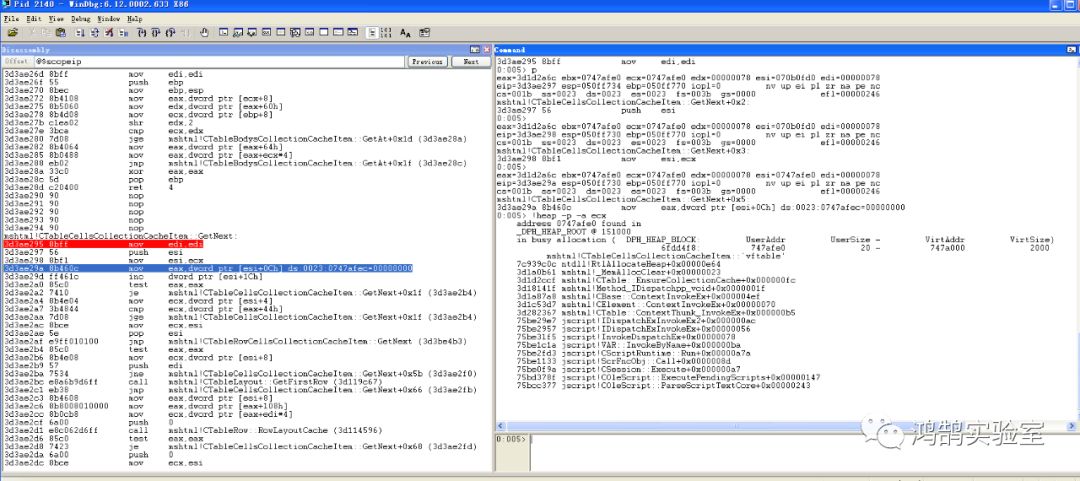 Pid 2140 - WinDbg:6.12.0002.633 X86
File Edit View Debug Window Help
Disassembly
Offset: @$scopeip
Previous
Next
3d3ae26d 8bff mov edi,edi
3d3ae26f 55 push ebp
3d3ae270 8bec mov ebp,esp
3d3ae272 8b4108 mov eax,dword ptr [ecx+8]
3d3ae275 8b5060 mov edx,dword ptr [eax+60h]
3d3ae278 8b4d08 mov ecx,dword ptr [ebp+8]
3d3ae27b c1ea02 shr edx,2
3d3ae27e 3bca cmp ecx,edx
3d3ae280 7d08 jge mshtml!CTableBodysCollectionCacheItem::GetAt+0x1d (3d3ae28a)
3d3ae282 8b4064 mov eax,dword ptr [eax+64h]
3d3ae285 8b0488 mov eax,dword ptr [eax+ecx*4]
3d3ae288 eb02 jmp mshtml!CTableBodysCollectionCacheItem::GetAt+0x1f (3d3ae28c)
3d3ae28a 33c0 xor eax,eax
3d3ae28c 5d pop ebp
3d3ae28d c20400 ret 4
3d3ae290 90 nop
3d3ae291 90 nop
3d3ae292 90 nop
3d3ae293 90 nop
3d3ae294 90 nop
mshtml!CTableCellsCollectionCacheItem::GetNext:
3d3ae295 8bff mov edi,edi
3d3ae297 56 push esi
3d3ae298 8bf1 mov esi,ecx
3d3ae29a 8b460c mov eax,dword ptr [esi+0Ch] ds:0023:0747afec=00000000
3d3ae29d ff461c inc dword ptr [esi+1Ch]
3d3ae2a0 85c0 test eax,eax
3d3ae2a2 7410 je mshtml!CTableCellsCollectionCacheItem::GetNext+0x1f (3d3ae2b4)
3d3ae2a4 8b4e04 mov ecx,dword ptr [esi+4]
3d3ae2a7 3b4844 cmp ecx,dword ptr [eax+44h]
3d3ae2aa 7d08 jge mshtml!CTableCellsCollectionCacheItem::GetNext+0x1f (3d3ae2b4)
3d3ae2ac 8bce mov ecx,esi
3d3ae2ae 5e pop esi
3d3ae2af e9ff010100 jmp mshtml!CTableRowCellsCollectionCacheItem::GetNext (3d3be4b3)
3d3ae2b4 85c0 test eax,eax
3d3ae2b6 8b4e08 mov ecx,dword ptr [esi+8]
3d3ae2b9 57 push edi
3d3ae2ba 7534 jne mshtml!CTableCellsCollectionCacheItem::GetNext+0x5b (3d3ae2f0)
3d3ae2bc e8a6b9d6ff call mshtml!CTableLayout::GetFirstRow (3d119c67)
3d3ae2c1 eb38 jmp mshtml!CTableCellsCollectionCacheItem::GetNext+0x66 (3d3ae2fb)
3d3ae2c3 8b4608 mov eax,dword ptr [esi+8]
3d3ae2c6 8b8008010000 mov eax,dword ptr [eax+108h]
3d3ae2cc 8b0cb8 mov ecx,dword ptr [eax+edi*4]
3d3ae2cf 6a00 push 0
3d3ae2d1 e8c062d6ff call mshtml!CTableRow::RowLayoutCache (3d114596)
3d3ae2d6 85c0 test eax,eax
3d3ae2d8 7423 je mshtml!CTableCellsCollectionCacheItem::GetNext+0x68 (3d3ae2fd)
3d3ae2da 6a00 push 0
3d3ae2dc 8bce mov ecx,esi
Command
3d3ae295 8bff mov edi,edi
0:005> p
eax=3d1d2a6c ebx=0747afe0 ecx=0747afe0 edx=00000078 esi=070b0fd0 edi=00000078
eip=3d3ae297 esp=050ff734 ebp=050ff770 iopl=0 nv up ei pl zr na pe nc
cs=001b ss=0023 ds=0023 es=0023 fs=003b gs=0000 efl=00000246
mshtml!CTableCellsCollectionCacheItem::GetNext+0x2:
3d3ae297 56 push esi
0:005>
eax=3d1d2a6c ebx=0747afe0 ecx=0747afe0 edx=00000078 esi=070b0fd0 edi=00000078
eip=3d3ae298 esp=050ff730 ebp=050ff770 iopl=0 nv up ei pl zr na pe nc
cs=001b ss=0023 ds=0023 es=0023 fs=003b gs=0000 efl=00000246
mshtml!CTableCellsCollectionCacheItem::GetNext+0x3:
3d3ae298 8bf1 mov esi,ecx
0:005>
eax=3d1d2a6c ebx=0747afe0 ecx=0747afe0 edx=00000078 esi=0747afe0 edi=00000078
eip=3d3ae29a esp=050ff730 ebp=050ff770 iopl=0 nv up ei pl zr na pe nc
cs=001b ss=0023 ds=0023 es=0023 fs=003b gs=0000 efl=00000246
mshtml!CTableCellsCollectionCacheItem::GetNext+0x5:
3d3ae29a 8b460c mov eax,dword ptr [esi+0Ch] ds:0023:0747afec=00000000
0:005> !heap -p -a ecx
address 0747afe0 found in
_DPH_HEAP_ROOT @ 151000
in busy allocation ( DPH_HEAP_BLOCK: UserAddr UserSize - VirtAddr VirtSize)
6fdd4f8: 747afe0 20 - 747a000 2000
mshtml!CTableCellsCollectionCacheItem::`vftable'
7c939c0c ntdll!RtlAllocateHeap+0x00000e64
3d1a0b61 mshtml!_MemAllocClear+0x00000023
3d1d2ccf mshtml!CTable::EnsureCollectionCache+0x000000fc
3d18141f mshtml!Method_IDispatchpp_void+0x0000001f
3d1a87a8 mshtml!CBase::ContextInvokeEx+0x000004ef
3d1c53d7 mshtml!CElement::ContextInvokeEx+0x00000070
3d282367 mshtml!CTable::ContextThunk_InvokeEx+0x000000b5
75be29e7 jscript!IDispatchExInvokeEx2+0x000000ac
75be2957 jscript!IDispatchExInvokeEx+0x00000056
75be31f5 jscript!InvokeDispatchEx+0x00000078
75be1c1a jscript!VAR::InvokeByName+0x000000ba
75be2fd3 jscript!CScriptRuntime::Run+0x00000a7a
75be1133 jscript!ScrFncObj::Call+0x0000008d
75be0f9a jscript!CSession::Execute+0x000000a7
75bd378f jscript!COleScript::ExecutePendingScripts+0x00000147
75bcc377 jscript!COleScript::ParseScriptTextCore+0x00000243
0:005>
鸿鹄实验室